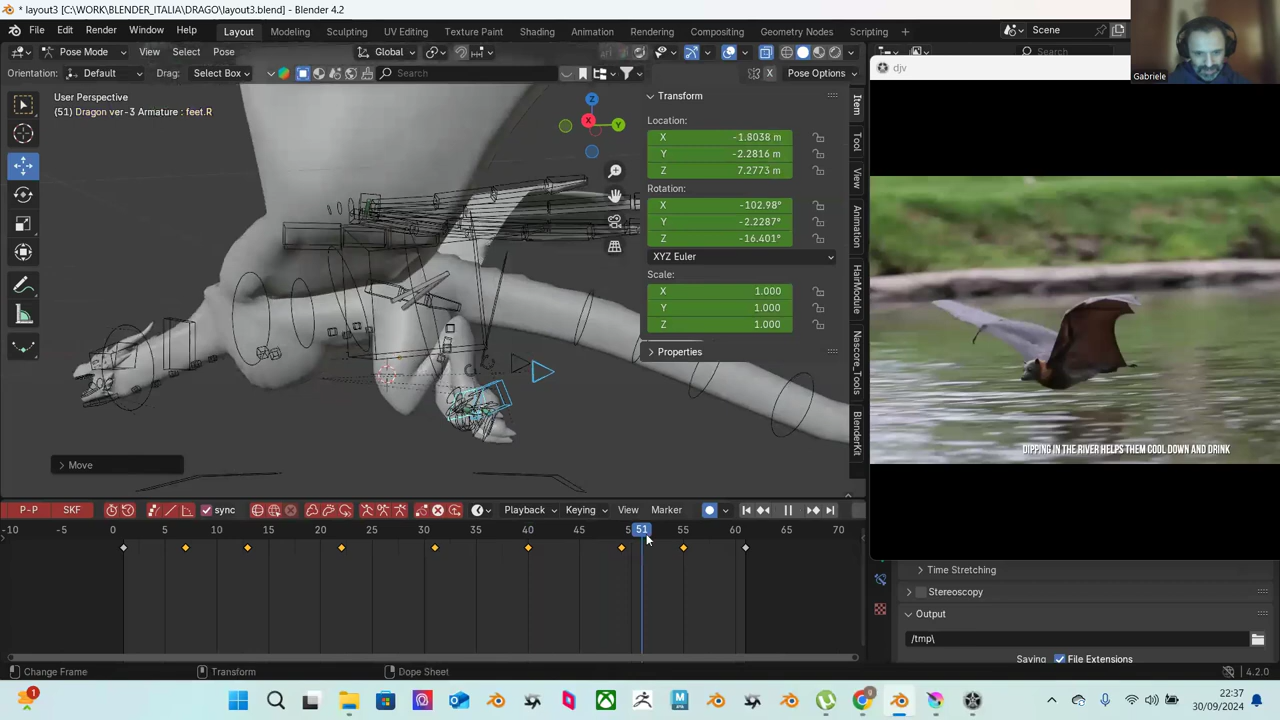 * layout3 [C:\WORK\BLENDER_ITALIA\DRAGO\layout3.blend] - Blender 4.2
File Edit Render Window Help Layout Modeling Sculpting UV Editing Texture Paint Shading Animation Rendering Compositing Geometry Nodes Scripting Scene
Pose Mode View Select Pose Global
Search
Gabriele
Orientation: Default Drag: Select Box Search X Pose Options
djv
User Perspective
(51) Dragon ver-3 Armature : feet.R
Z
Y
X
Transform
Location:
X -1.8038 m
Y -2.2816 m
Z 7.2773 m
Rotation:
X -102.98°
Y -2.2287°
Z -16.401°
XYZ Euler
Scale:
X 1.000
Y 1.000
Z 1.000
Properties
Item
Tool
View
Animation
HairModule
Nascore_Tools
BlenderKit
DIPPING IN THE RIVER HELPS THEM COOL DOWN AND DRINK
Move
P-P SKF sync Playback Keying View Marker
-10 -5 0 5 10 15 20 25 30 35 40 45 5 51 55 60 65 70
Time Stretching
Stereoscopy
Output
/tmp\
Saving File Extensions
Change Frame Transform Dope Sheet 4.2.0
1
22:37
30/09/2024